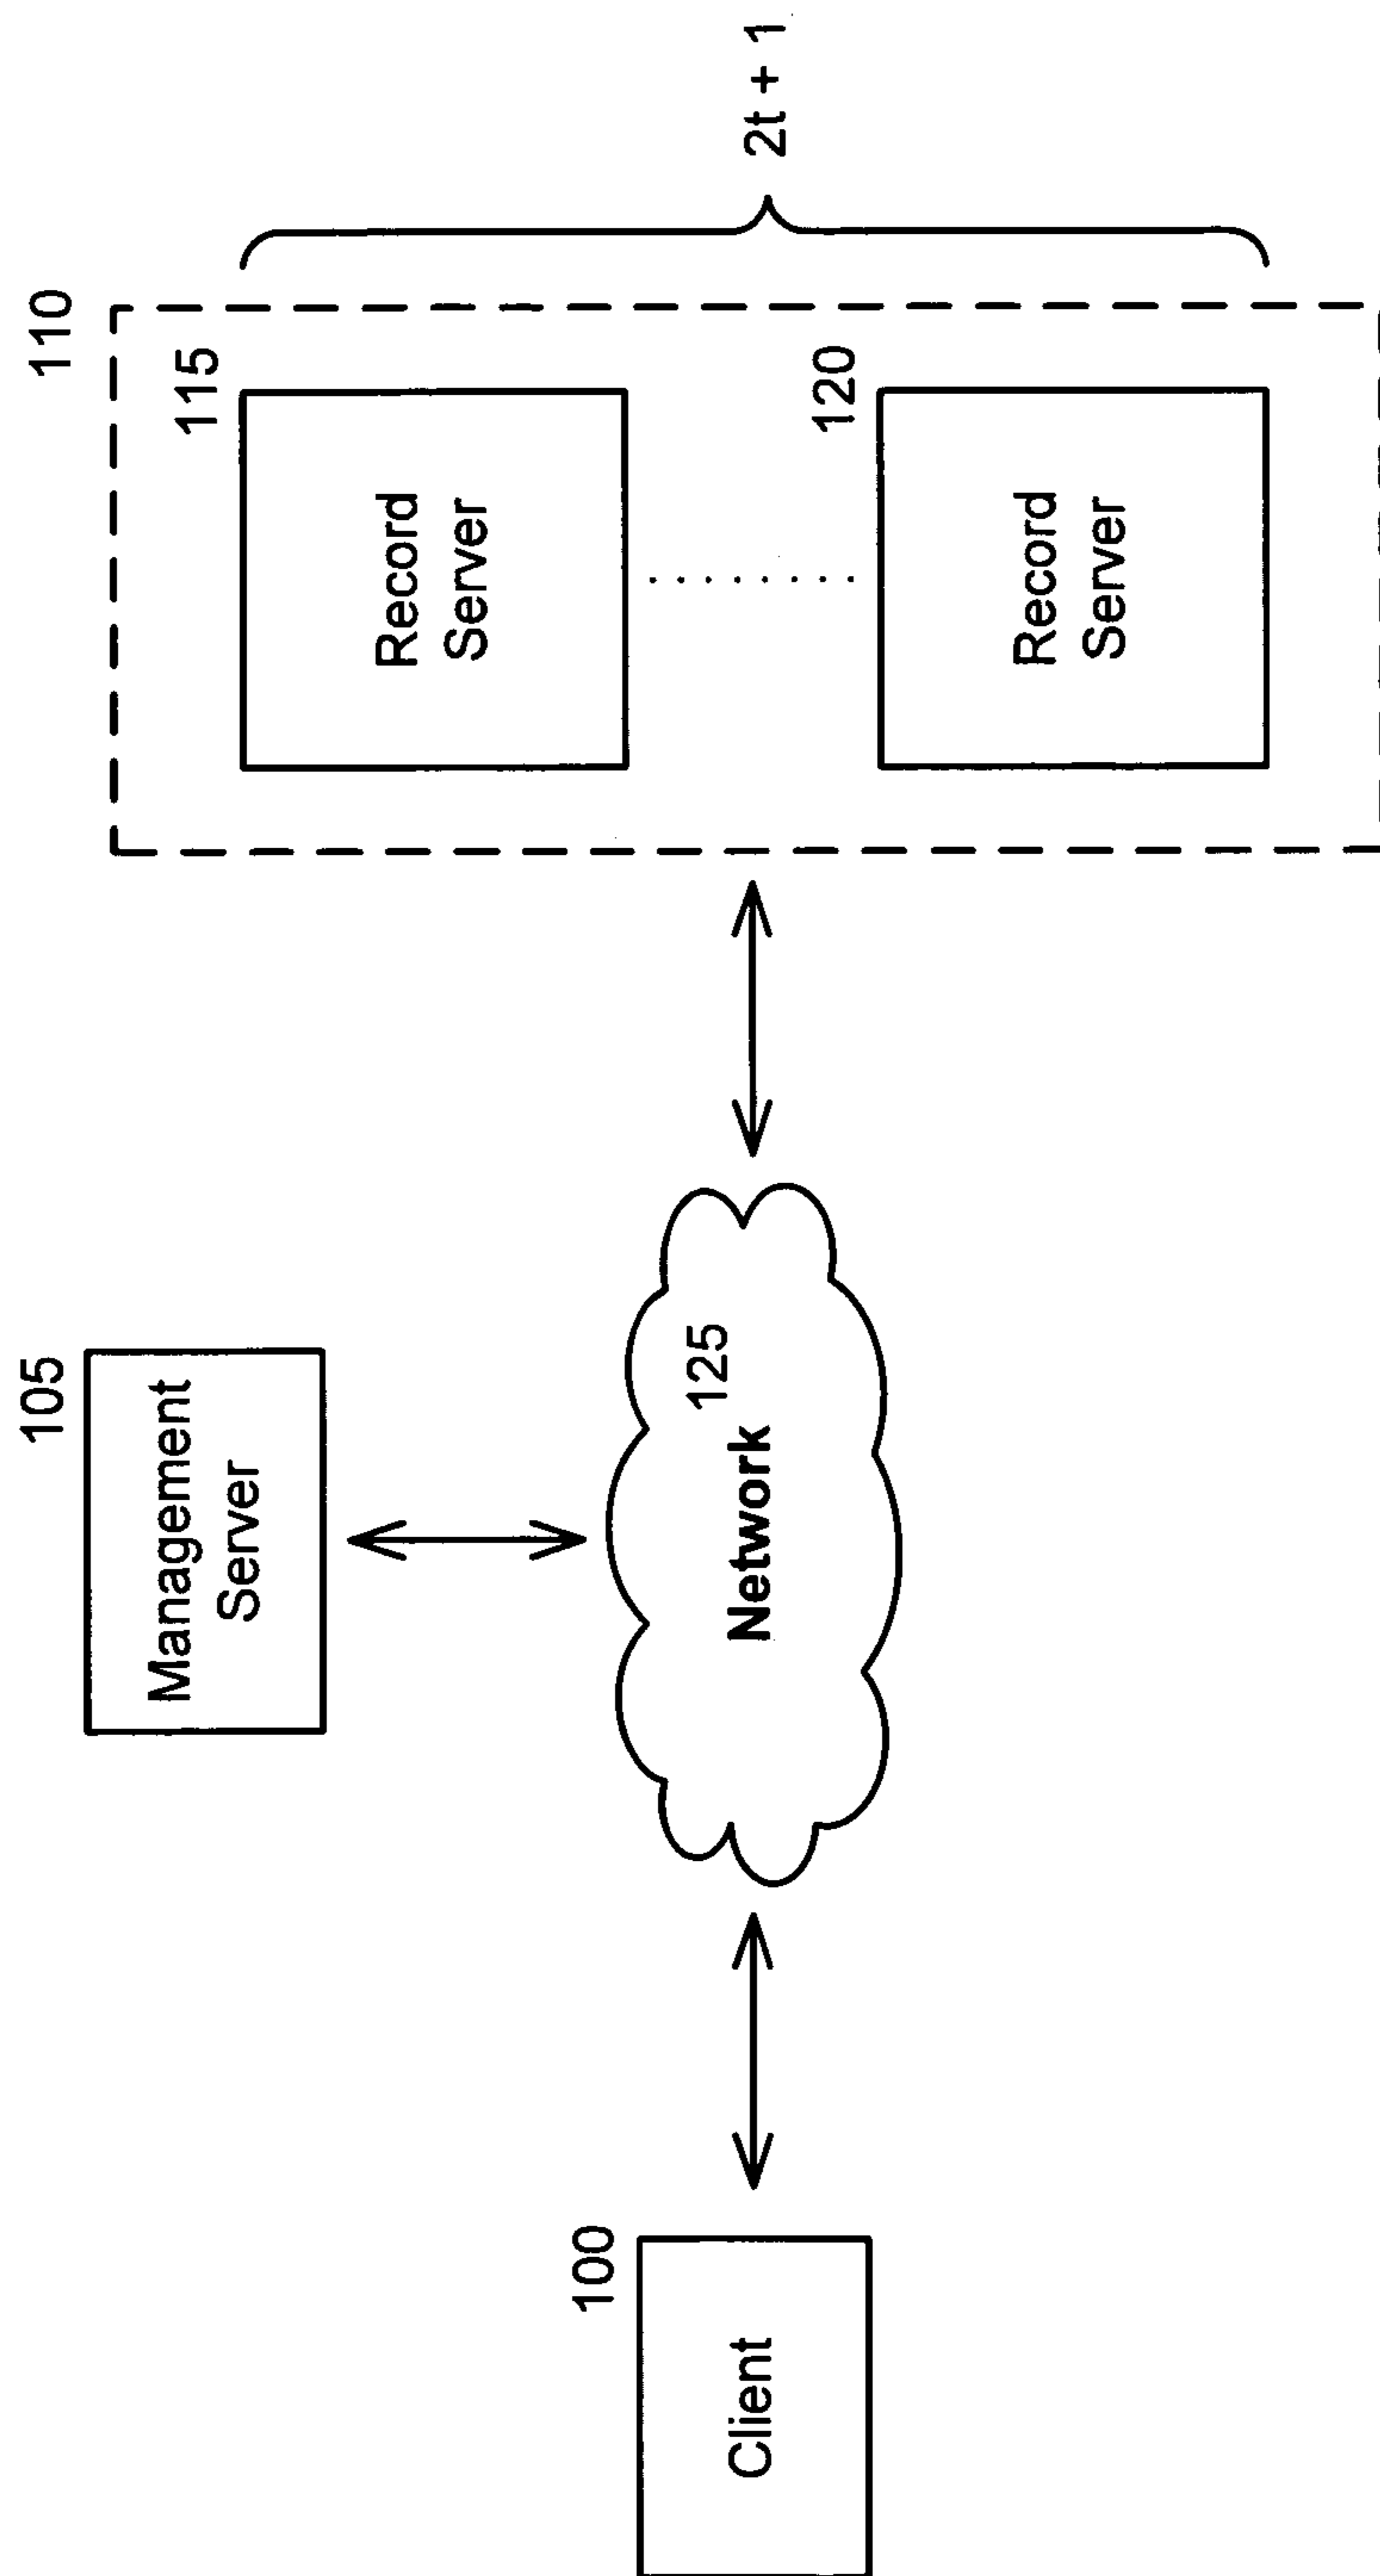 105
Management
Server
100
Client
125
Network
110
115
Record
Server
120
Record
Server
2t + 1